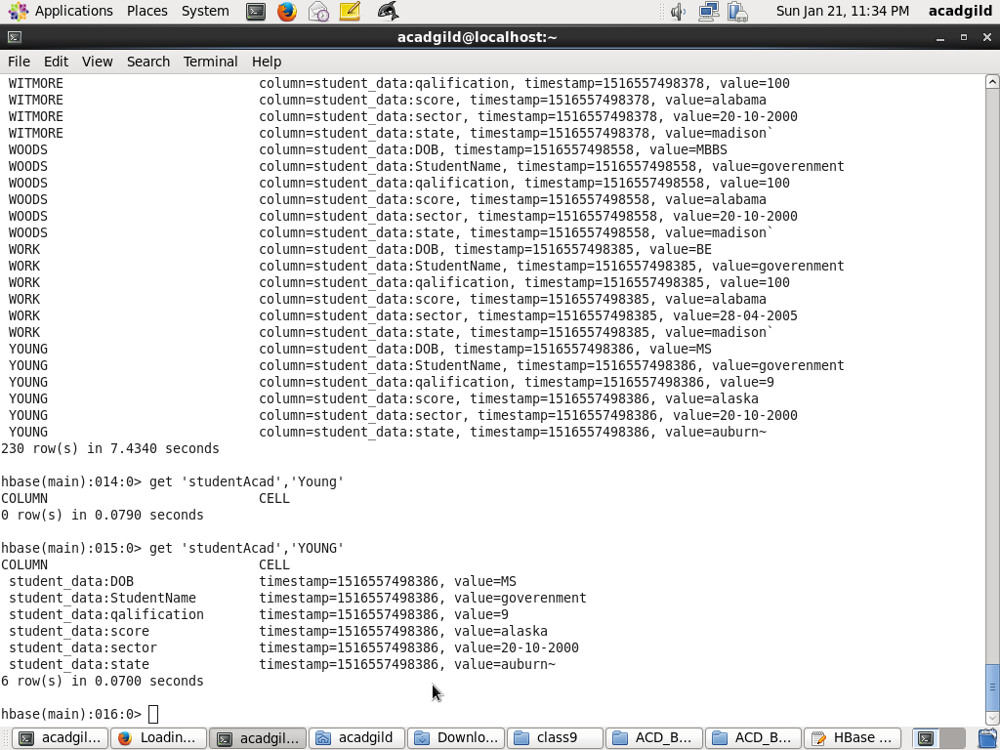 Applications Places System Sun Jan 21, 11:34 PM acadgild
acadgild@localhost:~
File Edit View Search Terminal Help
WITMORE column=student_data:qalification, timestamp=1516557498378, value=100
WITMORE column=student_data:score, timestamp=1516557498378, value=alabama
WITMORE column=student_data:sector, timestamp=1516557498378, value=20-10-2000
WITMORE column=student_data:state, timestamp=1516557498378, value=madison`
WOODS column=student_data:DOB, timestamp=1516557498558, value=MBBS
WOODS column=student_data:StudentName, timestamp=1516557498558, value=goverenment
WOODS column=student_data:qalification, timestamp=1516557498558, value=100
WOODS column=student_data:score, timestamp=1516557498558, value=alabama
WOODS column=student_data:sector, timestamp=1516557498558, value=20-10-2000
WOODS column=student_data:state, timestamp=1516557498558, value=madison`
WORK column=student_data:DOB, timestamp=1516557498385, value=BE
WORK column=student_data:StudentName, timestamp=1516557498385, value=goverenment
WORK column=student_data:qalification, timestamp=1516557498385, value=100
WORK column=student_data:score, timestamp=1516557498385, value=alabama
WORK column=student_data:sector, timestamp=1516557498385, value=28-04-2005
WORK column=student_data:state, timestamp=1516557498385, value=madison`
YOUNG column=student_data:DOB, timestamp=1516557498386, value=MS
YOUNG column=student_data:StudentName, timestamp=1516557498386, value=goverenment
YOUNG column=student_data:qalification, timestamp=1516557498386, value=9
YOUNG column=student_data:score, timestamp=1516557498386, value=alaska
YOUNG column=student_data:sector, timestamp=1516557498386, value=20-10-2000
YOUNG column=student_data:state, timestamp=1516557498386, value=auburn~
230 row(s) in 7.4340 seconds
hbase(main):014:0> get 'studentAcad','Young'
COLUMN CELL
0 row(s) in 0.0790 seconds
hbase(main):015:0> get 'studentAcad','YOUNG'
COLUMN CELL
student_data:DOB timestamp=1516557498386, value=MS
student_data:StudentName timestamp=1516557498386, value=goverenment
student_data:qalification timestamp=1516557498386, value=9
student_data:score timestamp=1516557498386, value=alaska
student_data:sector timestamp=1516557498386, value=20-10-2000
student_data:state timestamp=1516557498386, value=auburn~
6 row(s) in 0.0700 seconds
hbase(main):016:0>
acadgil... Loadin... acadgil... acadgild Downlo... class9 ACD_B... ACD_B... HBase ...